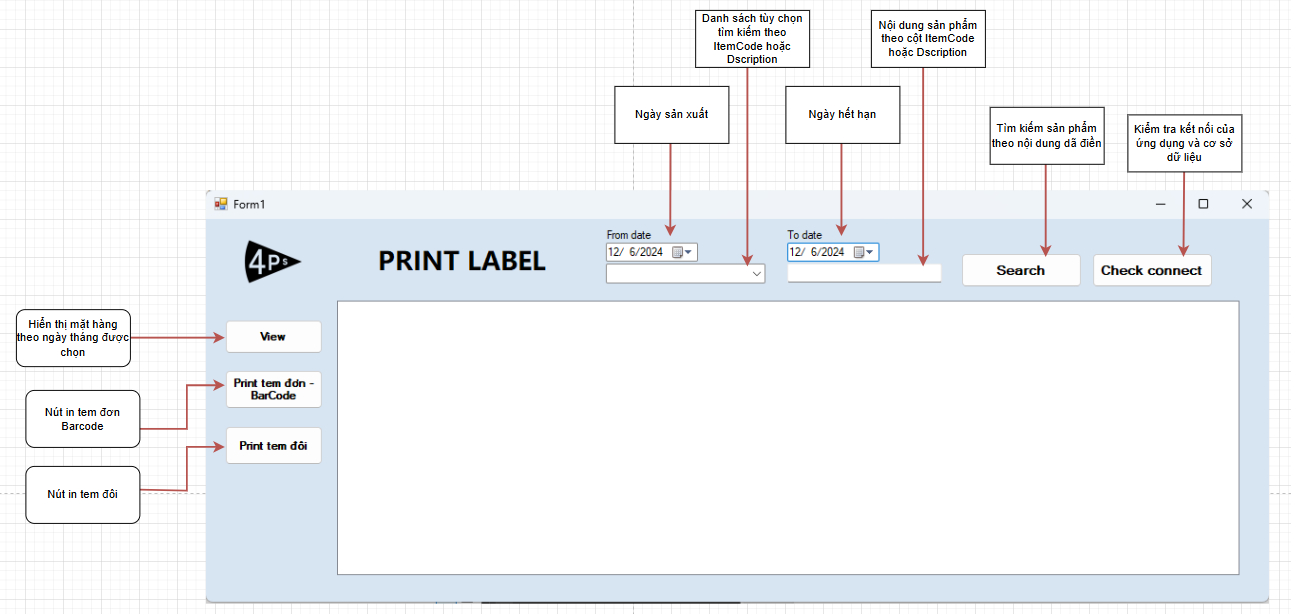 Danh sách tùy chọn
tìm kiếm theo
ItemCode hoặc
Dscription
Nội dung sản phẩm
theo cột ItemCode
hoặc Dscription
Ngày sản xuất
Ngày hết hạn
Tìm kiếm sản phẩm
theo nội dung dã điền
Kiểm tra kết nối của
ứng dụng và cơ sở
dữ liệu
Form1
4Ps
PRINT LABEL
From date
12/ 6/2024
To date
12/ 6/2024
Search
Check connect
Hiển thị mặt hàng
theo ngày tháng được
chọn
View
Nút in tem đơn
Barcode
Print tem đơn -
BarCode
Nút in tem đôi
Print tem đôi